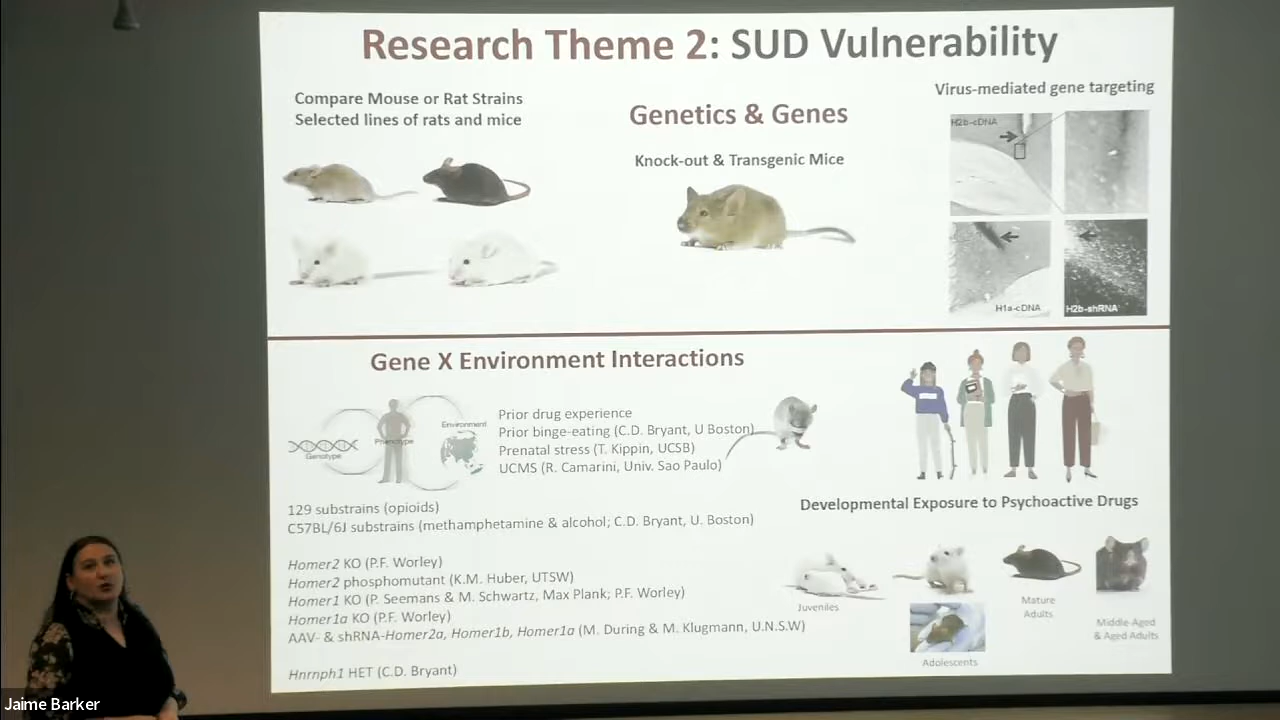 Research Theme 2: SUD Vulnerability
Compare Mouse or Rat Strains
Selected lines of rats and mice
Genetics & Genes
Knock-out & Transgenic Mice
Virus-mediated gene targeting
H2b-cDNA
H1a-cDNA
H2b-shRNA
Gene X Environment Interactions
Genotype
Phenotype
Environment
Prior drug experience
Prior binge-eating (C.D. Bryant, U Boston)
Prenatal stress (T. Kippin, UCSB)
UCMS (R. Camarini, Univ. Sao Paulo)
129 substrains (opioids)
C57BL/6J substrains (methamphetamine & alcohol; C.D. Bryant, U. Boston)
Homer2 KO (P.F. Worley)
Homer2 phosphomutant (K.M. Huber, UTSW)
Homer1 KO (P. Seemans & M. Schwartz, Max Plank; P.F. Worley)
Homer1a KO (P.F. Worley)
AAV- & shRNA-Homer2a, Homer1b, Homer1a (M. During & M. Klugmann, U.N.S.W)
Hnrnph1 HET (C.D. Bryant)
Developmental Exposure to Psychoactive Drugs
Juveniles
Adolescents
Mature
Adults
Middle-Aged
& Aged Adults
Jaime Barker